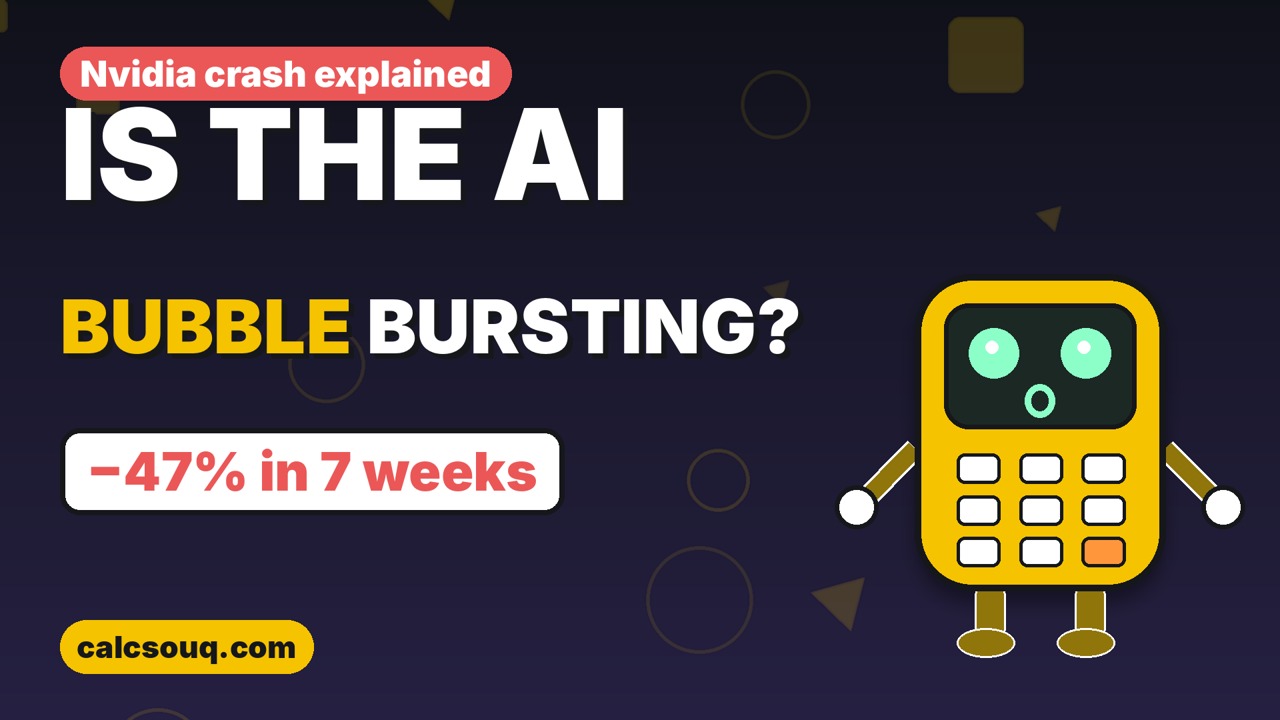 Nvidia crash explained
IS THE AI
BUBBLE BURSTING?
−47% in 7 weeks
calcsouq.com